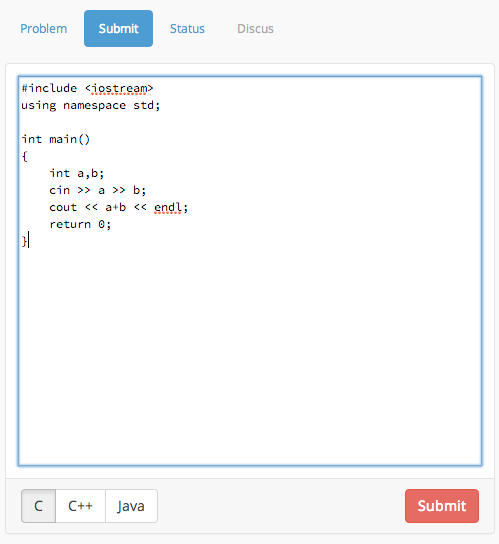 Problem Submit Status Discus
#include <iostream>
using namespace std;
int main()
{
    int a,b;
    cin >> a >> b;
    cout << a+b << endl;
    return 0;
}
C C++ Java Submit